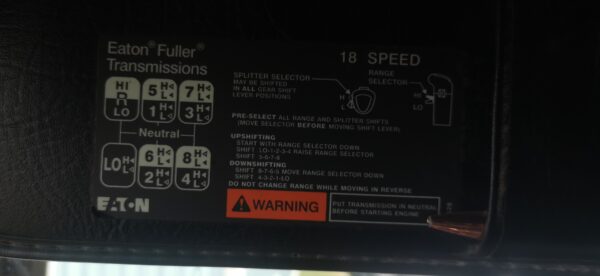 Eaton® Fuller®
Transmissions
18 SPEED
HI
R
LO
5 H L
1 H L
7 H L
3 H L
Neutral
LO H L
6 H L
2 H L
8 H L
4 H L
EATON
SPLITTER SELECTOR
MAY BE SHIFTED
IN ALL GEAR SHIFT
LEVER POSITIONS
H
L
RANGE
SELECTOR
HI
LO
PRE-SELECT ALL RANGE AND SPLITTER SHIFTS
(MOVE SELECTOR BEFORE MOVING SHIFT LEVER)
UPSHIFTING
START WITH RANGE SELECTOR DOWN
SHIFT LO-1-2-3-4 RAISE RANGE SELECTOR
SHIFT 5-6-7-8
DOWNSHIFTING
SHIFT 8-7-6-5 MOVE RANGE SELECTOR DOWN
SHIFT 4-3-2-1-LO
DO NOT CHANGE RANGE WHILE MOVING IN REVERSE
WARNING
PUT TRANSMISSION IN NEUTRAL
BEFORE STARTING ENGINE